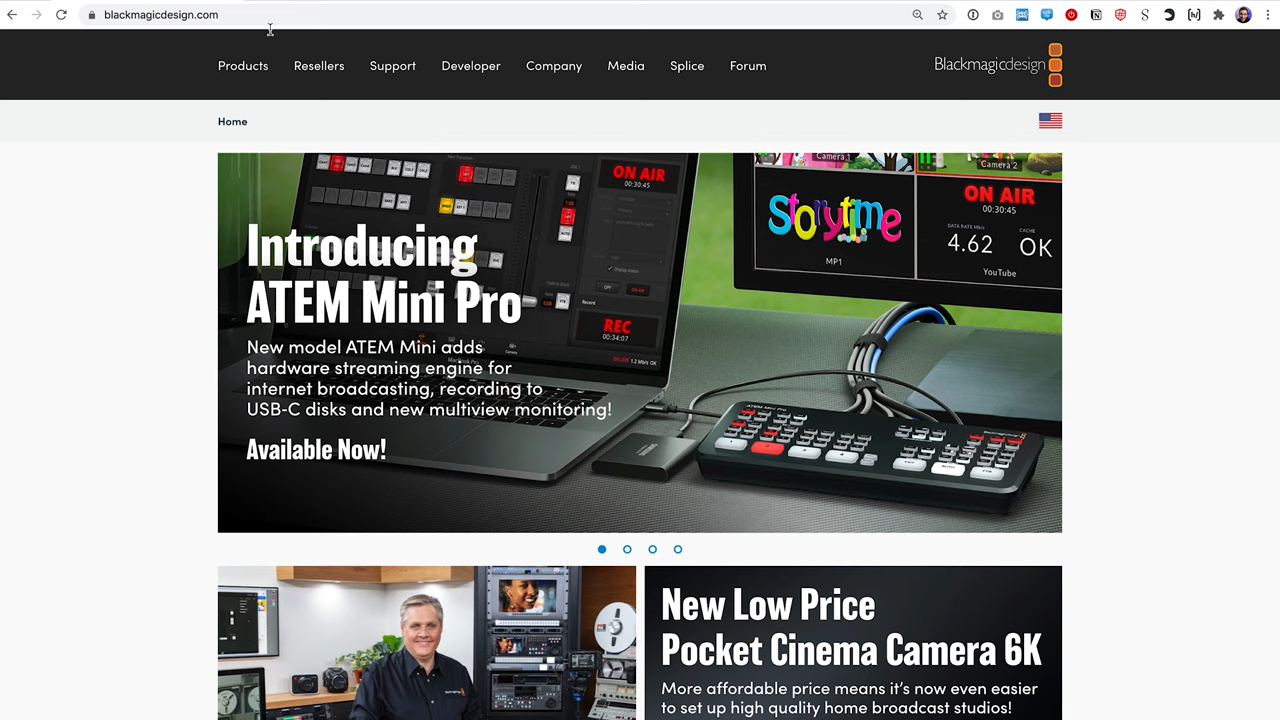 blackmagicdesign.com
Products Resellers Support Developer Company Media Splice Forum
Blackmagicdesign
Home
Introducing
ATEM Mini Pro
New model ATEM Mini adds
hardware streaming engine for
internet broadcasting, recording to
USB-C disks and new multiview monitoring!
Available Now!
ON AIR
00:30:45
REC
00:34:07
Camera 1
Camera 2
Storytime
MP1
ON AIR
00:30:45
DATA RATE Mb/s
4.62
CACHE
OK
YouTube
ATEM Mini Pro
New Low Price
Pocket Cinema Camera 6K
More affordable price means it's now even easier
to set up high quality home broadcast studios!